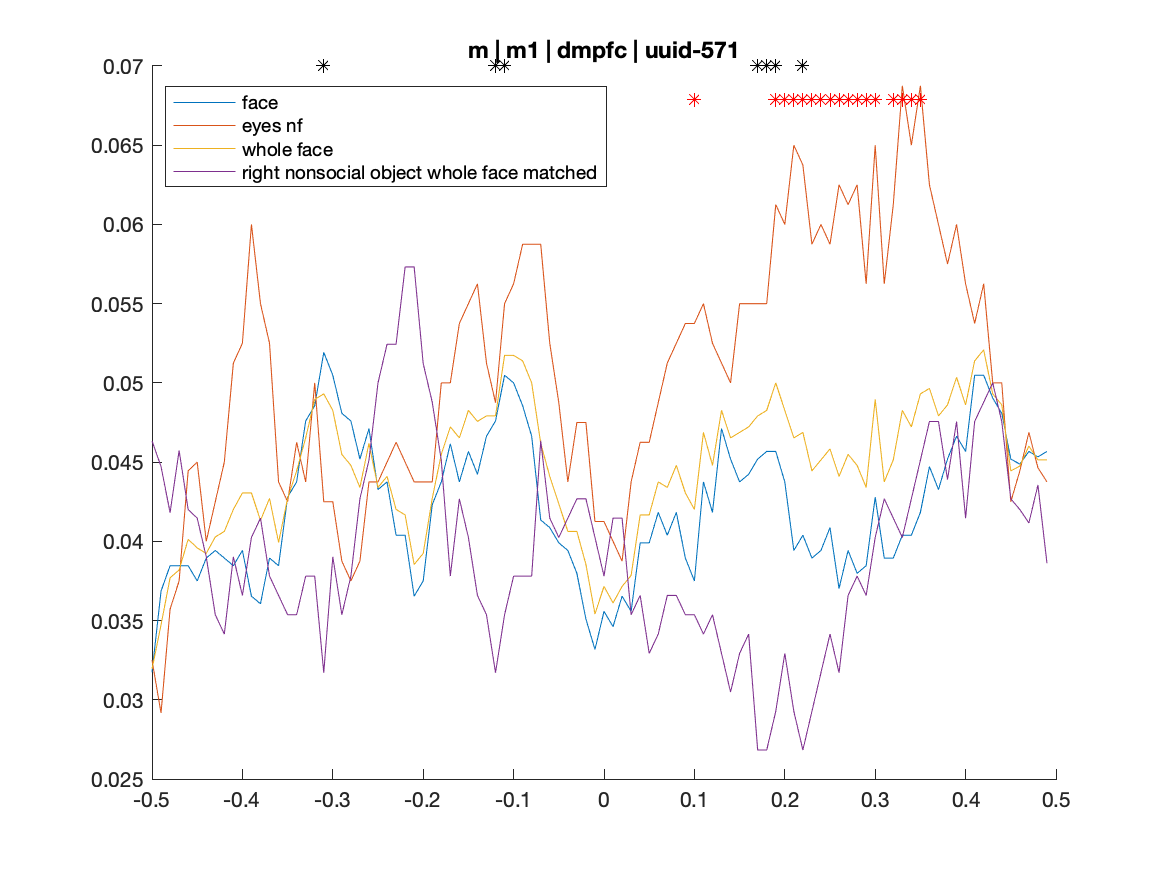 m | m1 | dmpfc | uuid-571
face
eyes nf
whole face
right nonsocial object whole face matched
0.07
0.065
0.06
0.055
0.05
0.045
0.04
0.035
0.03
0.025
-0.5 -0.4 -0.3 -0.2 -0.1 0 0.1 0.2 0.3 0.4 0.5